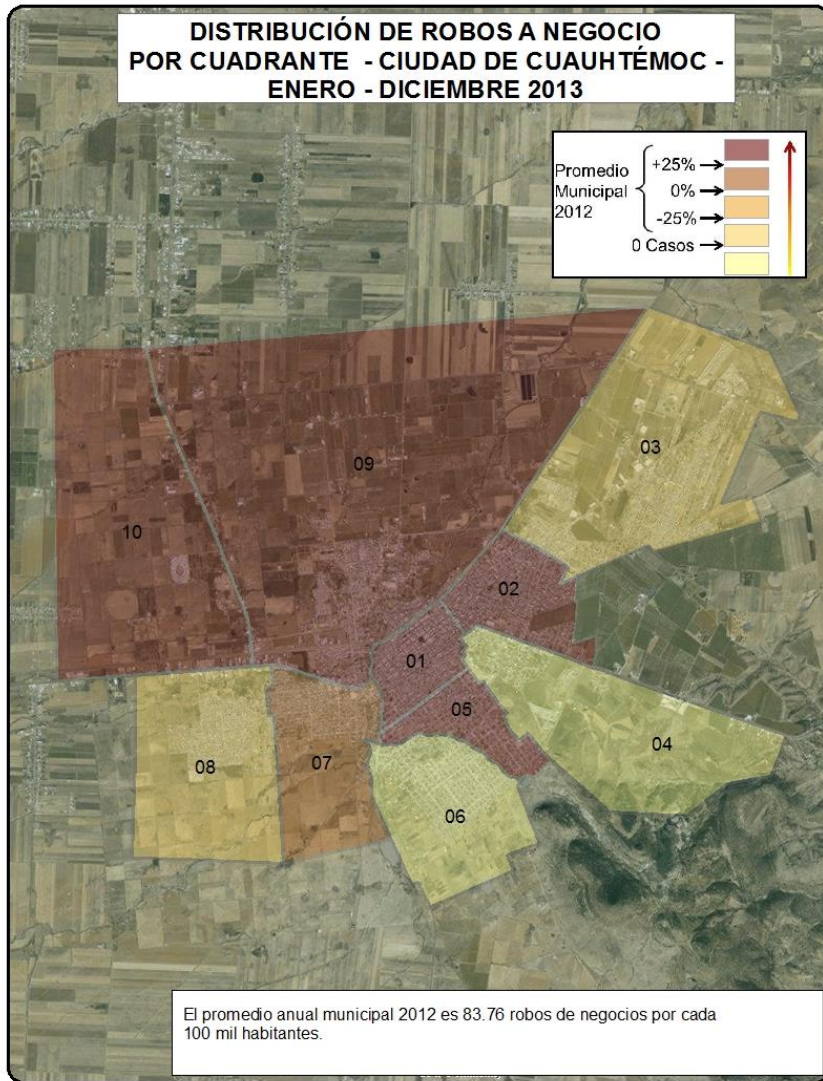 DISTRIBUCIÓN DE ROBOS A NEGOCIO
POR CUADRANTE - CIUDAD DE CUAUHTÉMOC -
ENERO - DICIEMBRE 2013
Promedio
Municipal
2012
+25%
0%
-25%
0 Casos
03
09
10
02
01
05
04
08
07
06
El promedio anual municipal 2012 es 83.76 robos de negocios por cada
100 mil habitantes.